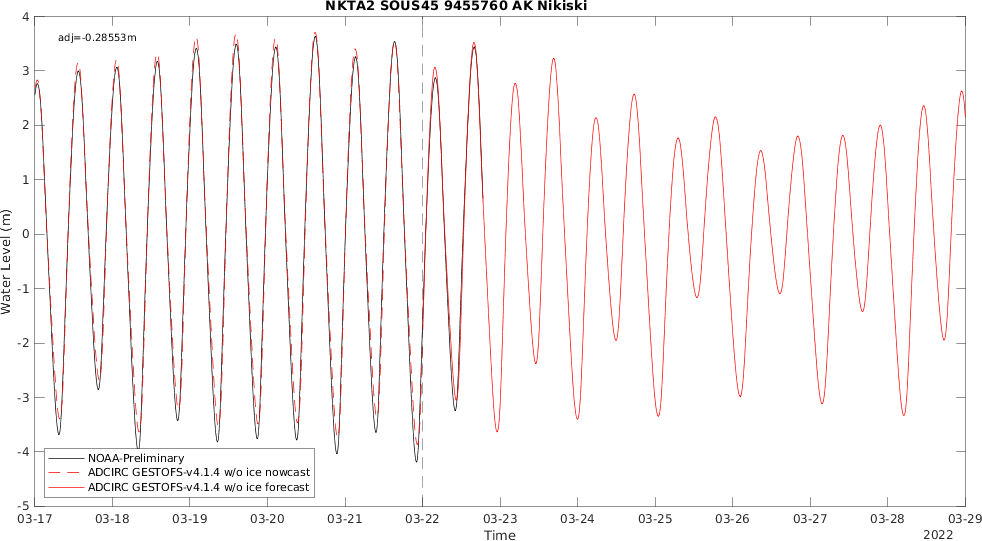 NKTA2 SOUS45 9455760 AK Nikiski
adj=-0.28553m
4
3
2
1
0
-1
-2
-3
-4
-5
Water Level (m)
NOAA-Preliminary
ADCIRC GESTOFS-v4.1.4 w/o ice nowcast
ADCIRC GESTOFS-v4.1.4 w/o ice forecast
03-17 03-18 03-19 03-20 03-21 03-22 03-23 03-24 03-25 03-26 03-27 03-28 03-29
Time
2022